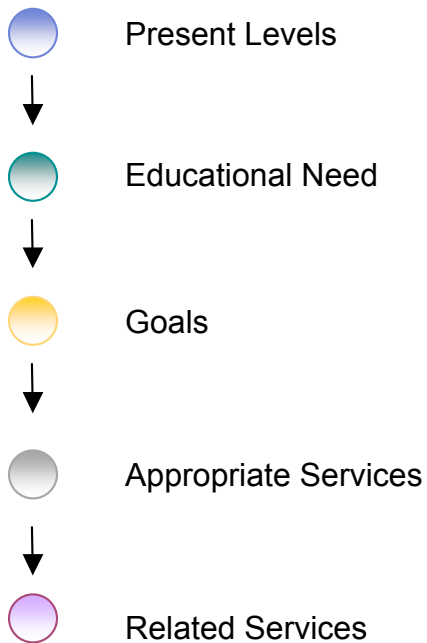 Present Levels
Educational Need
Goals
Appropriate Services
Related Services